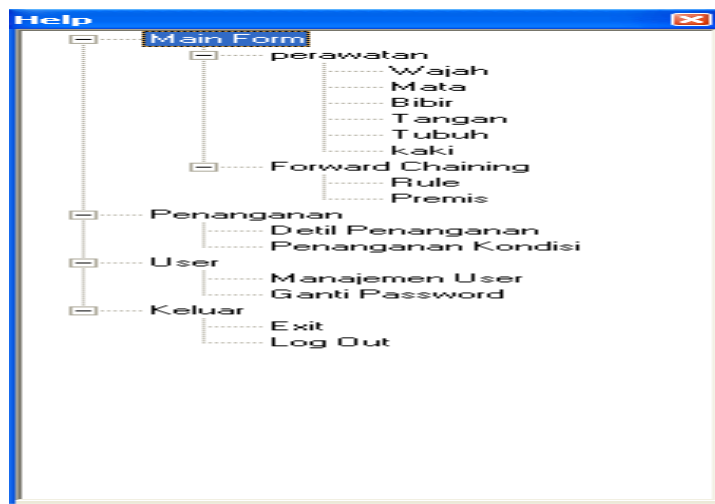 Help
Main Form
perawatan
Wajah
Mata
Bibir
Tangan
Tubuh
kaki
Forward Chaining
Rule
Premis
Penanganan
Detil Penanganan
Penanganan Kondisi
User
Manajemen User
Ganti Password
Keluar
Exit
Log Out